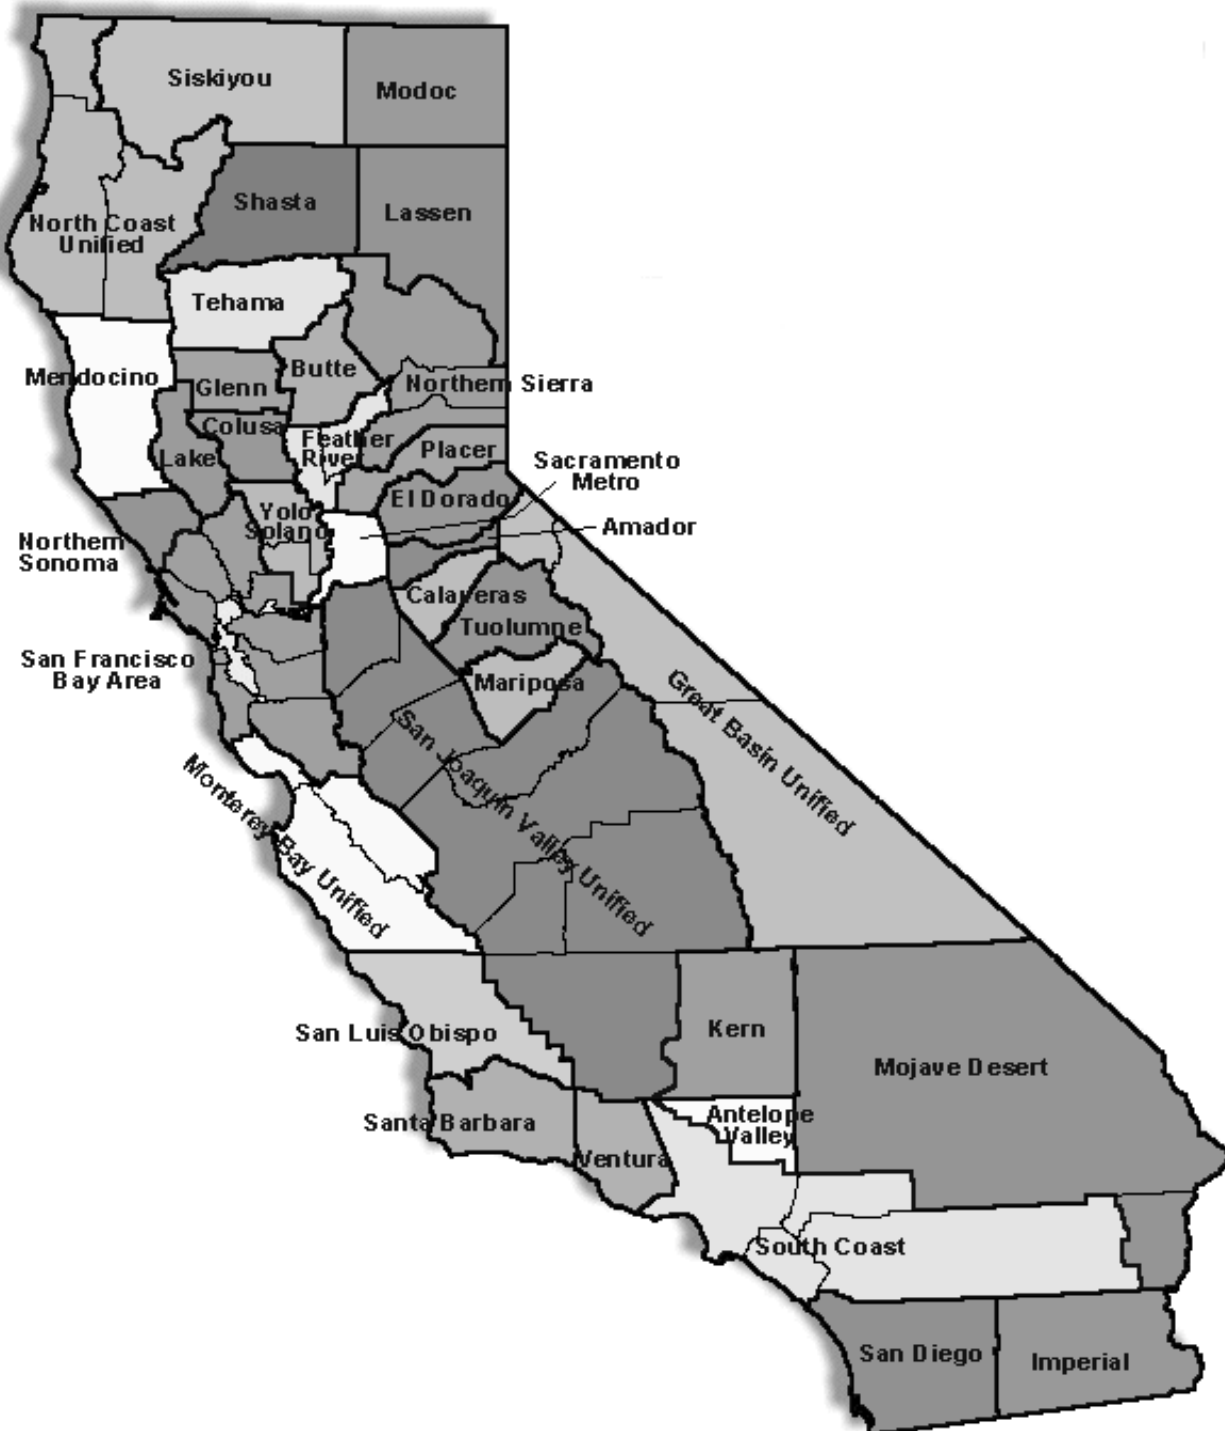 Siskiyou
Modoc
Shasta
Lassen
North Coast
Unified
Tehama
Mendocino
Glenn
Butte
Northern Sierra
Colusa
Lake
Feather
River
Placer
Sacramento
Metro
El Dorado
Yolo
Solano
Amador
Northern
Sonoma
Calaveras
Tuolumne
San Francisco
Bay Area
Mariposa
Great Basin Unified
San Joaquin Valley Unified
Monterey Bay Unified
San Luis Obispo
Kern
Mojave Desert
Santa Barbara
Antelope
Valley
Ventura
South Coast
San Diego
Imperial